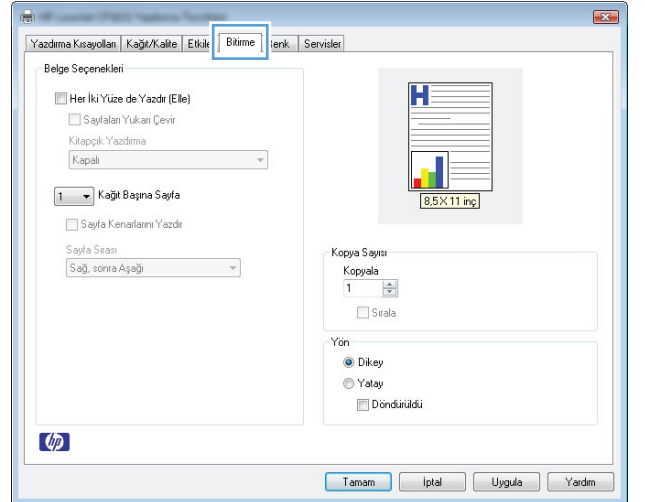 Yazdırma Kısayolları Kağıt/Kalite Etkile Bitirme Renk Servisler
Belge Seçenekleri
Her İki Yüze de Yazdır (Elle)
Sayfaları Yukarı Çevir
Kitapçık Yazdırma
Kapalı
1 Kağıt Başına Sayfa
Sayfa Kenarlarını Yazdır
Sayfa Sırası
Sağ, sonra Aşağı
H
8,5 X 11 inç
Kopya Sayısı
Kopyala
1
Sırala
Yön
Dikey
Yatay
Döndürüldü
hp
Tamam İptal Uygula Yardım